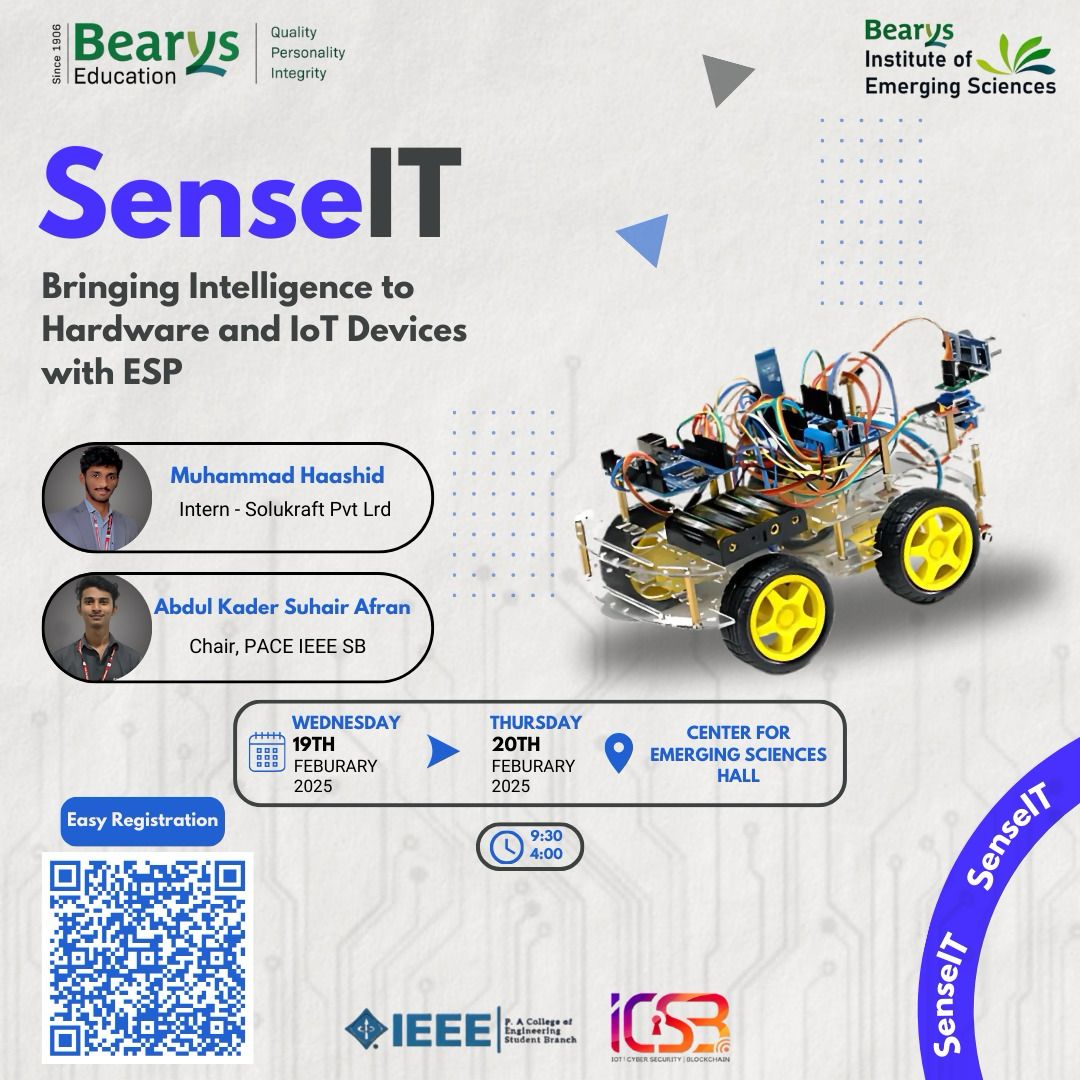 Since 1906
Bearys
Education
Quality
Personality
Integrity
Bearys
Institute of
Emerging Sciences
SenseIT
Bringing Intelligence to
Hardware and IoT Devices
with ESP
Muhammad Haashid
Intern - Solukraft Pvt Lrd
Abdul Kader Suhair Afran
Chair, PACE IEEE SB
WEDNESDAY
19TH
FEBURARY
2025
THURSDAY
20TH
FEBURARY
2025
CENTER FOR
EMERGING SCIENCES
HALL
9:30
4:00
Easy Registration
SenseIT
SenseIT
IEEE
P. A College of
Engineering
Student Branch
ICSB
IOT | CYBER SECURITY | BLOCKCHAIN